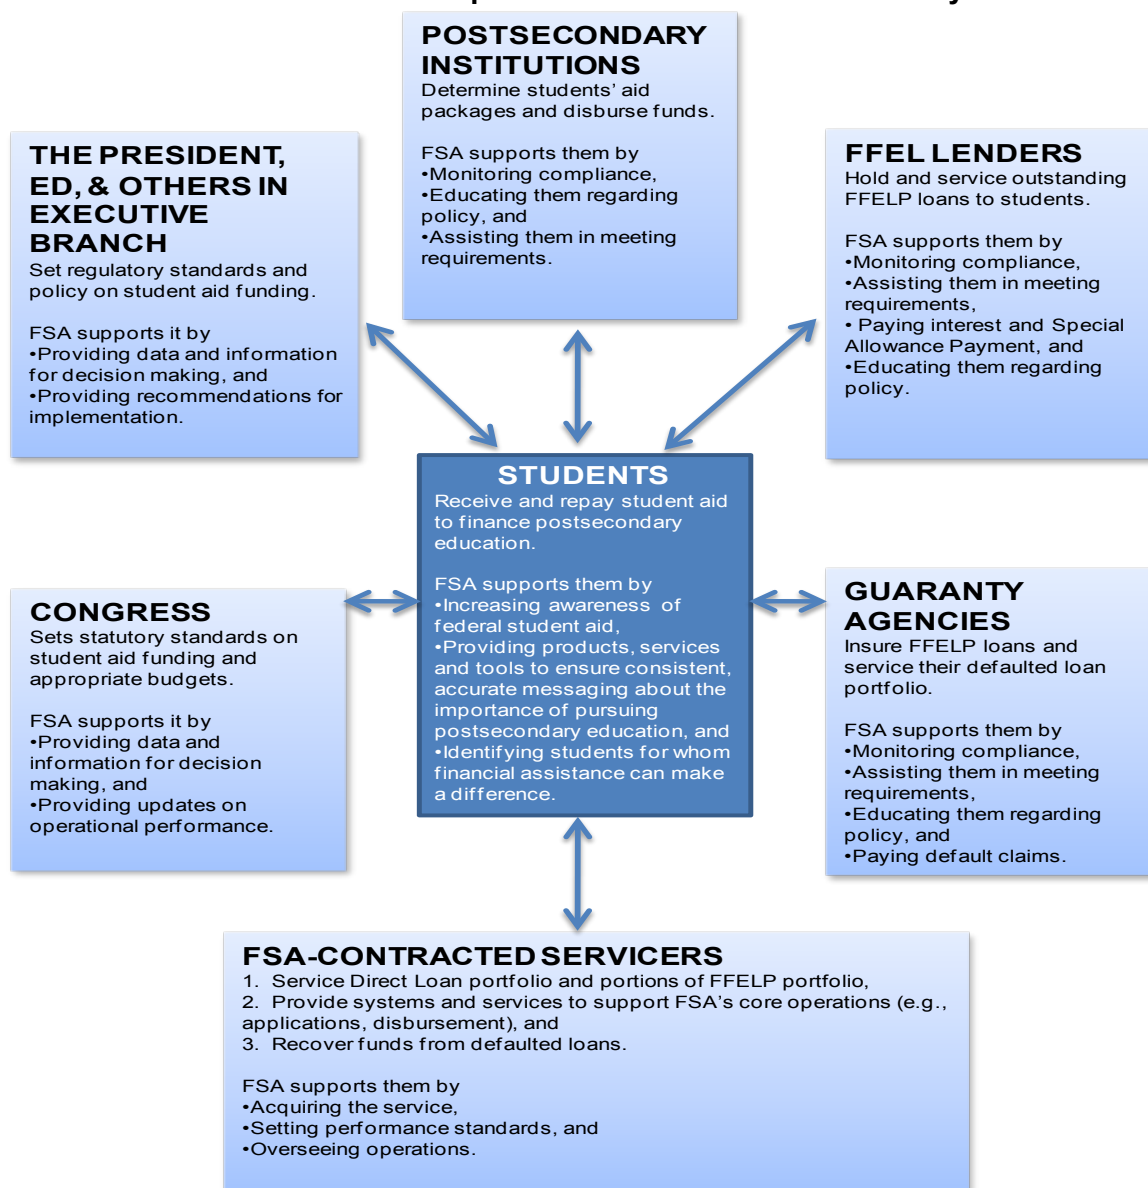 POSTSECONDARY
INSTITUTIONS
Determine students' aid
packages and disburse funds.
FSA supports them by
•Monitoring compliance,
•Educating them regarding
policy, and
•Assisting them in meeting
requirements.
THE PRESIDENT,
ED, & OTHERS IN
EXECUTIVE
BRANCH
Set regulatory standards and
policy on student aid funding.
FSA supports it by
•Providing data and information
for decision making, and
•Providing recommendations for
implementation.
FFEL LENDERS
Hold and service outstanding
FFELP loans to students.
FSA supports them by
•Monitoring compliance,
•Assisting them in meeting
requirements,
• Paying interest and Special
Allowance Payment, and
•Educating them regarding
policy.
STUDENTS
Receive and repay student aid
to finance postsecondary
education.
FSA supports them by
•Increasing awareness of
federal student aid,
•Providing products, services
and tools to ensure consistent,
accurate messaging about the
importance of pursuing
postsecondary education, and
•Identifying students for whom
financial assistance can make
a difference.
CONGRESS
Sets statutory standards on
student aid funding and
appropriate budgets.
FSA supports it by
•Providing data and
information for decision
making, and
•Providing updates on
operational performance.
GUARANTY
AGENCIES
Insure FFELP loans and
service their defaulted loan
portfolio.
FSA supports them by
•Monitoring compliance,
•Assisting them in meeting
requirements,
•Educating them regarding
policy, and
•Paying default claims.
FSA-CONTRACTED SERVICERS
1. Service Direct Loan portfolio and portions of FFELP portfolio,
2. Provide systems and services to support FSA's core operations (e.g.,
applications, disbursement), and
3. Recover funds from defaulted loans.
FSA supports them by
•Acquiring the service,
•Setting performance standards, and
•Overseeing operations.